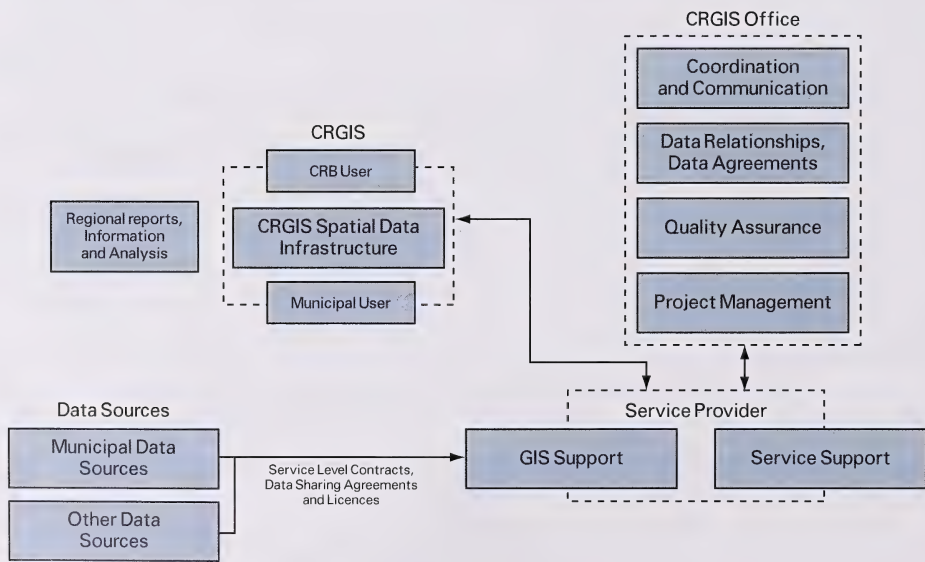 CRGIS Office
Coordination
and Communication
Data Relationships,
Data Agreements
Quality Assurance
Project Management
CRGIS
CRB User
CRGIS Spatial Data
Infrastructure
Municipal User
Regional reports,
Information
and Analysis
Data Sources
Municipal Data
Sources
Other Data
Sources
Service Level Contracts,
Data Sharing Agreements
and Licences
Service Provider
GIS Support
Service Support